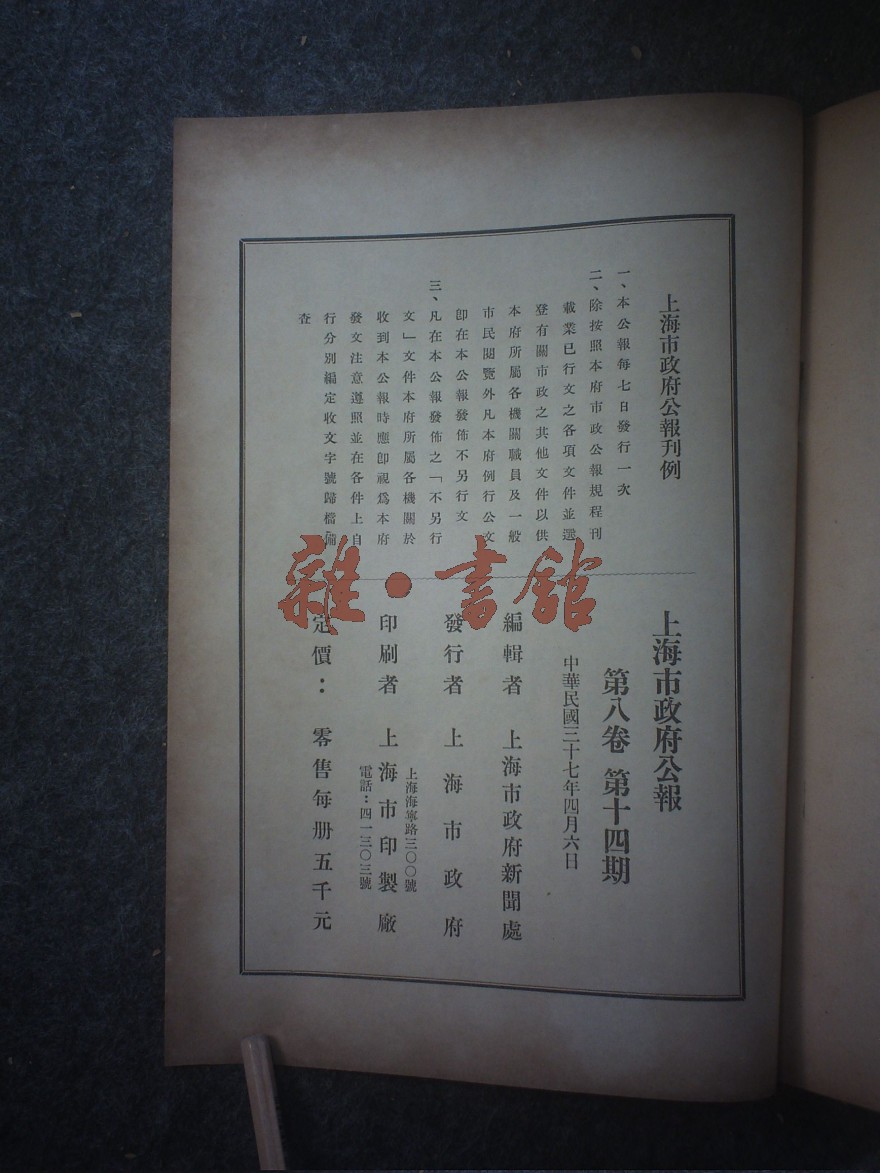 上海市政府公報刊例
一、本公報每七日發行一次
二、除按照本府市政公報規程刊
載業已行文之各項文件並選
登有關市政之其他文件以供
本府所屬各機關職員及一般
市民閱覽外凡本府例行公文
卽在本公報發佈不另行文
三、凡在本公報發佈之「不另行
文」文件本府所屬各機關於
收到本公報時應卽視爲本府
發文注意遵照並在各件上自
行分別編定收文字號歸檔備
查
上海市政府公報
第八卷 第十四期
中華民國三十七年四月六日
編輯者 上海市政府新聞處
發行者 上海市政府
印刷者 上海市印製廠
上海海寧路三〇〇號
電話：四一三〇三號
定價：零售每册五千元
雜·書館